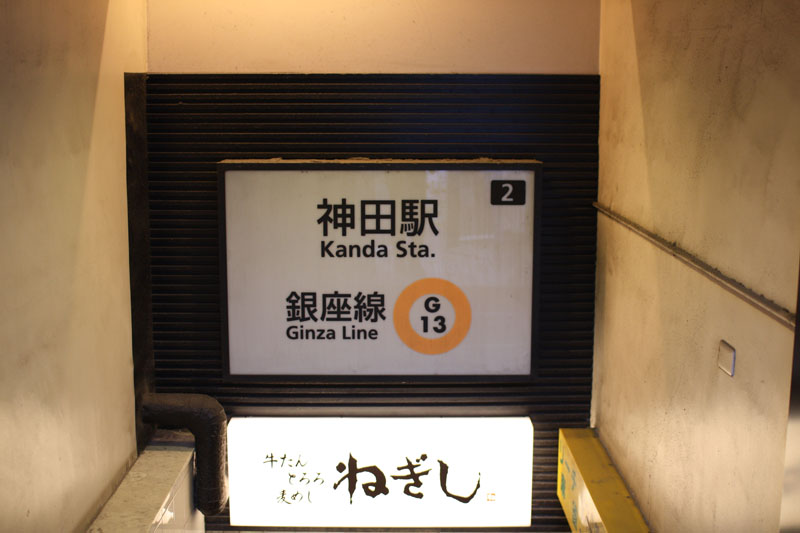 2
神田駅
Kanda Sta.
銀座線
Ginza Line
G
13
牛たん
とろろ
麦めし
ねぎし